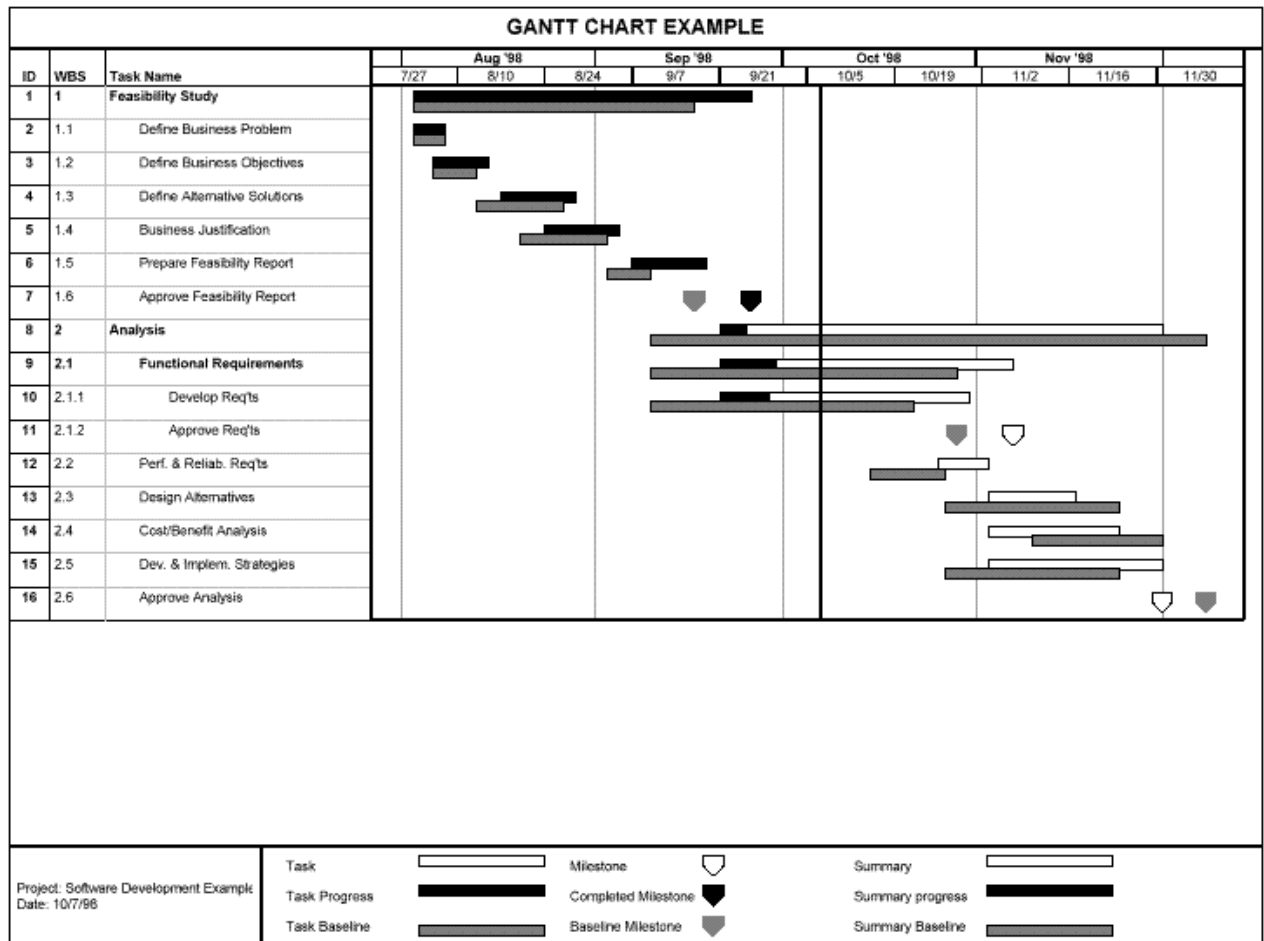 GANTT CHART EXAMPLE
Aug '98 Sep '98 Oct '98 Nov '98
ID WBS Task Name 7/27 8/10 8/24 9/7 9/21 10/5 10/19 11/2 11/16 11/30
1 1 Feasibility Study
2 1.1 Define Business Problem
3 1.2 Define Business Objectives
4 1.3 Define Alternative Solutions
5 1.4 Business Justification
6 1.5 Prepare Feasibility Report
7 1.6 Approve Feasibility Report
8 2 Analysis
9 2.1 Functional Requirements
10 2.1.1 Develop Req'ts
11 2.1.2 Approve Req'ts
12 2.2 Perf. & Reliab. Req'ts
13 2.3 Design Alternatives
14 2.4 Cost/Benefit Analysis
15 2.5 Dev. & Implem. Strategies
16 2.6 Approve Analysis
Project: Software Development Example
Date: 10/7/98
Task Milestone Summary
Task Progress Completed Milestone Summary progress
Task Baseline Baseline Milestone Summary Baseline